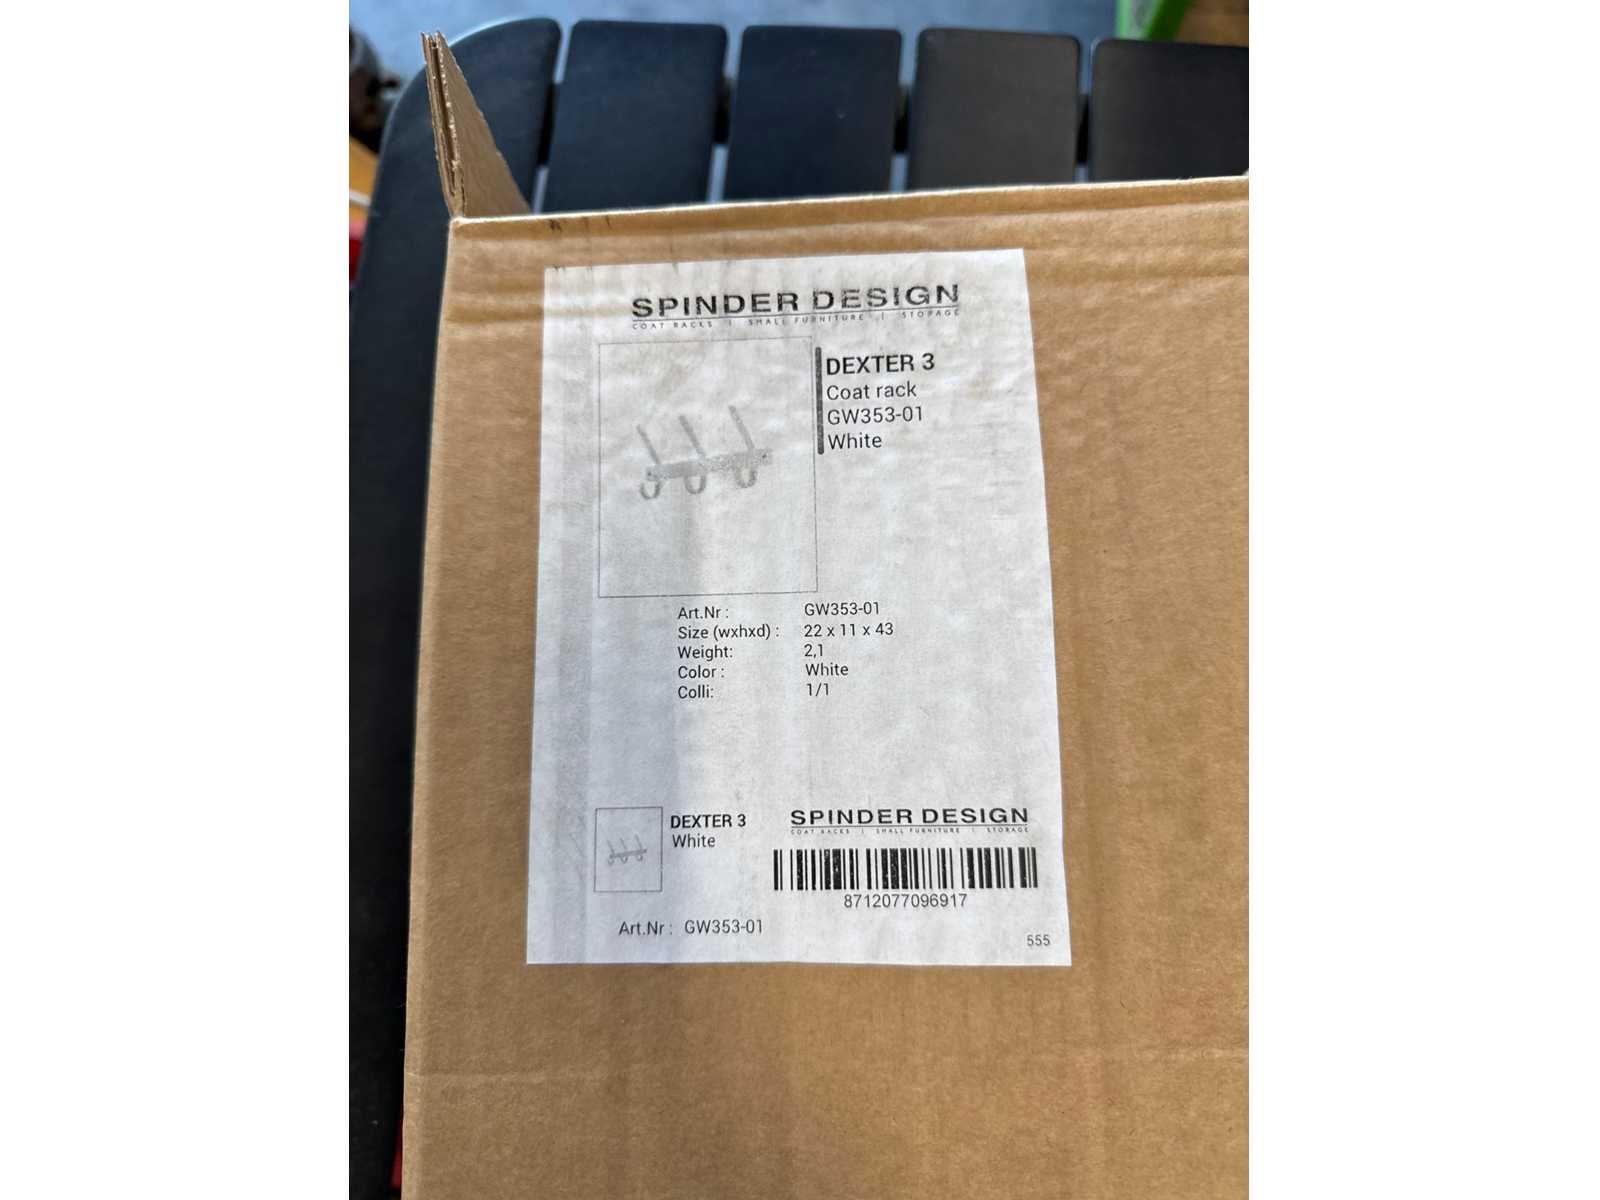 SPINDER DESIGN
COAT RACKS | SMALL FURNITURE | STORAGE
DEXTER 3
Coat rack
GW353-01
White
Art.Nr : GW353-01
Size (wxhxd) : 22 x 11 x 43
Weight: 2,1
Color : White
Colli: 1/1
DEXTER 3
White
SPINDER DESIGN
COAT RACKS | SMALL FURNITURE | STORAGE
8712077096917
Art.Nr : GW353-01
555